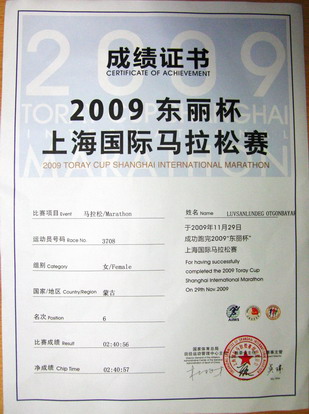 2009
成绩证书
CERTIFICATE OF ACHIEVEMENT
TORAY CUP SHANGHAI
MARATHON
2009 东丽杯
上海国际马拉松赛
2009 TORAY CUP SHANGHAI INTERNATIONAL MARATHON
比赛项目 Event 马拉松/Marathon
姓名 Name LUVSANLUNDEG OTGONBAYAR
运动员号码 Race No 3708
组别 Category 女/Female
国家/地区 Country/Region 蒙古
名次 Position 6
比赛成绩 Result 02:40:56
净成绩 Chip Time 02:40:57
于2009年11月29日
成功跑完2009“东丽杯”
上海国际马拉松赛
For having successfully
completed the 2009 Toray Cup
Shanghai International Marathon
On 29th Nov.2009
AIMS